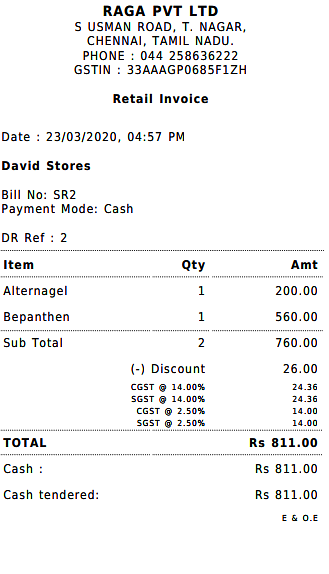 RAGA PVT LTD
S USMAN ROAD, T. NAGAR,
CHENNAI, TAMIL NADU.
PHONE : 044 258636222
GSTIN : 33AAAGP0685F1ZH
Retail Invoice
Date : 23/03/2020, 04:57 PM
David Stores
Bill No: SR2
Payment Mode: Cash
DR Ref : 2
Item Qty Amt
Alternagel 1 200.00
Bepanthen 1 560.00
Sub Total 2 760.00
(-) Discount 26.00
CGST @ 14.00% 24.36
SGST @ 14.00% 24.36
CGST @ 2.50% 14.00
SGST @ 2.50% 14.00
TOTAL Rs 811.00
Cash : Rs 811.00
Cash tendered: Rs 811.00
E & O.E